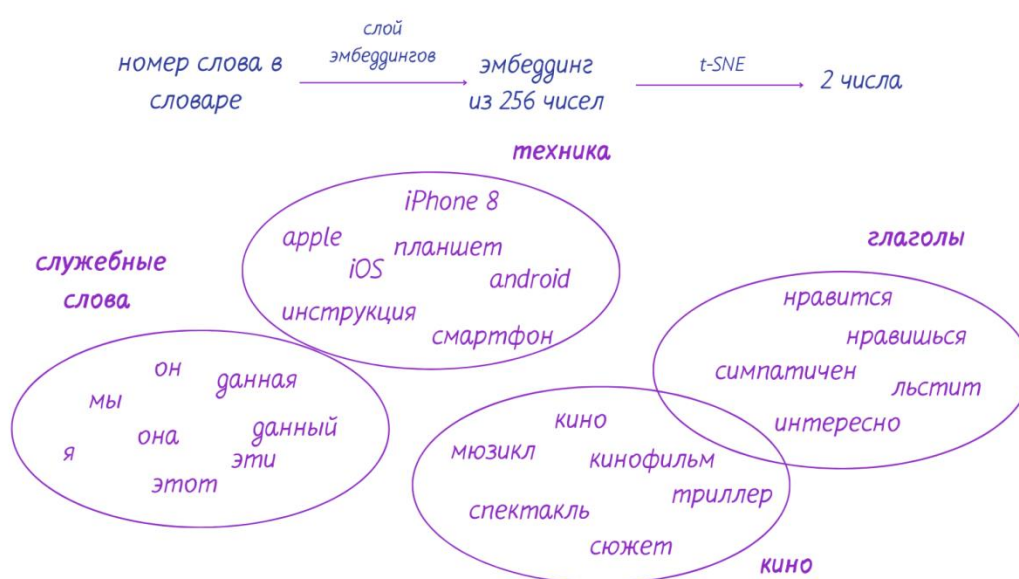 слой
эмбеддингов
номер слова в
словаре
эмбеддинг
из 256 чисел
t-SNE
2 числа
техника
iPhone 8
apple
планшет
iOS
android
инструкция
смартфон
служебные
слова
он
данная
мы
она
данный
я
эти
этот
глаголы
нравится
нравишься
симпатичен
льстит
интересно
кино
мюзикл
кинофильм
триллер
спектакль
сюжет
кино